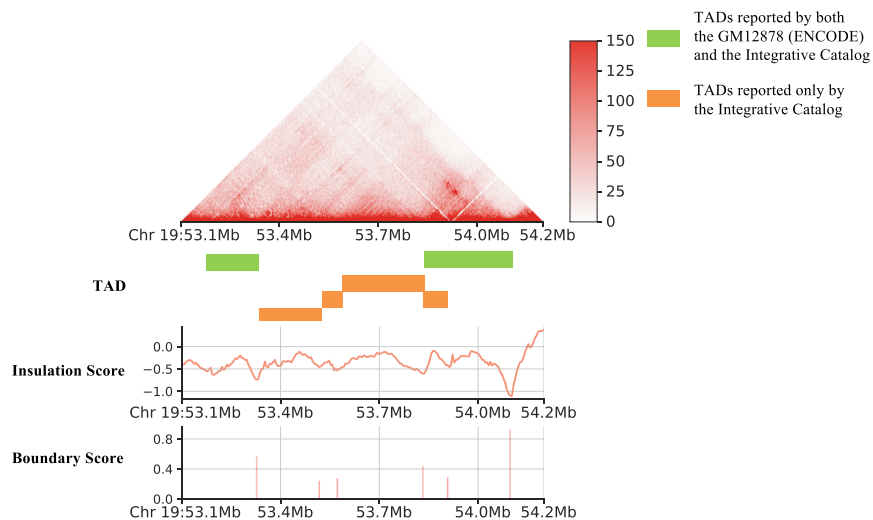 TADs reported by both
the GM12878 (ENCODE)
and the Integrative Catalog
TADs reported only by
the Integrative Catalog
150
125
100
75
50
25
0
Chr 19:53.1Mb 53.4Mb 53.7Mb 54.0Mb 54.2Mb
TAD
Insulation Score
0.0
−0.5
−1.0
Chr 19:53.1Mb 53.4Mb 53.7Mb 54.0Mb 54.2Mb
Boundary Score
0.8
0.4
0.0
Chr 19:53.1Mb 53.4Mb 53.7Mb 54.0Mb 54.2Mb